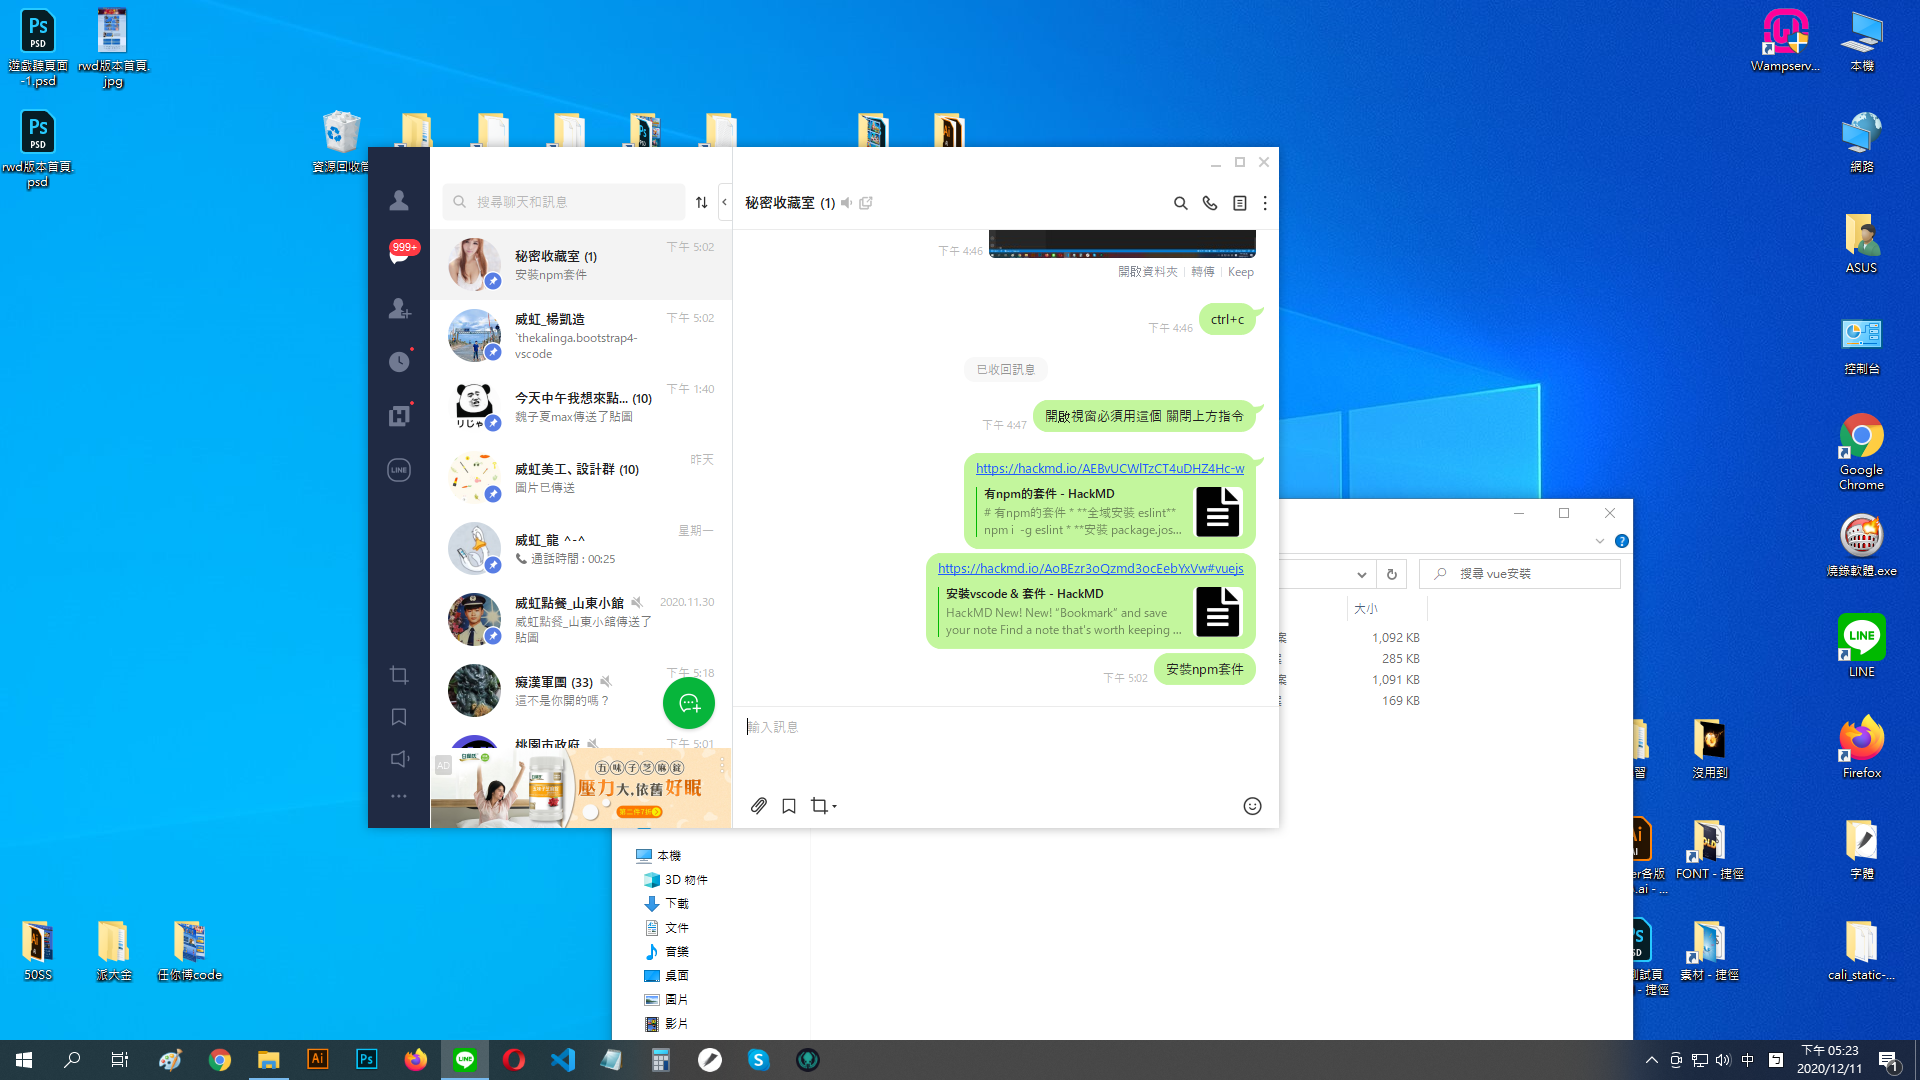 遊戲聽頁面
-1.psd
rwd版本首頁.
jpg
Wampserv...
本機
rwd版本首頁.
psd
資源回收筒
網路
ASUS
控制台
Google
Chrome
燒錄軟體.exe
LINE
Firefox
沒用到
習
FONT - 捷徑
字體
er各版
.ai - ...
素材 - 捷徑
cali_static-...
測試頁
- 捷徑
50SS
派大金
任你博code
999+
LINE
搜尋聊天和訊息
秘密收藏室 (1)
下午 5:02
安裝npm套件
威虹_楊凱造
下午 5:02
`thekalinga.bootstrap4-
vscode
今天中午我想來點... (10)
下午 1:40
魏子夏max傳送了貼圖
威虹美工、設計群 (10)
昨天
圖片已傳送
威虹_龍 ^-^
星期一
通話時間 : 00:25
威虹點餐_山東小館
2020.11.30
威虹點餐_山東小館傳送了
貼圖
癡漢軍團 (33)
下午 5:18
這不是你開的嗎？
桃園市政府
下午 5:01
AD
五味子芝麻錠
壓力大,依舊好眠
第二件7折
秘密收藏室 (1)
下午 4:46
開啟資料夾
轉傳
Keep
下午 4:46
ctrl+c
已收回訊息
下午 4:47
開啟視窗必須用這個 關閉上方指令
https://hackmd.io/AEBvUCWlTzCT4uDHZ4Hc-w
有npm的套件 - HackMD
# 有npm的套件 * **全域安裝 eslint**
npm i -g eslint * **安裝 package.jos...
https://hackmd.io/AoBEzr3oQzmd3ocEebYxVw#vuejs
安裝vscode & 套件 - HackMD
HackMD New! New! “Bookmark” and save
your note Find a note that's worth keeping ...
下午 5:02
安裝npm套件
輸入訊息
搜尋 vue安裝
大小
1,092 KB
285 KB
1,091 KB
169 KB
本機
3D 物件
下載
文件
音樂
桌面
圖片
影片
中
下午 05:23
2020/12/11
1